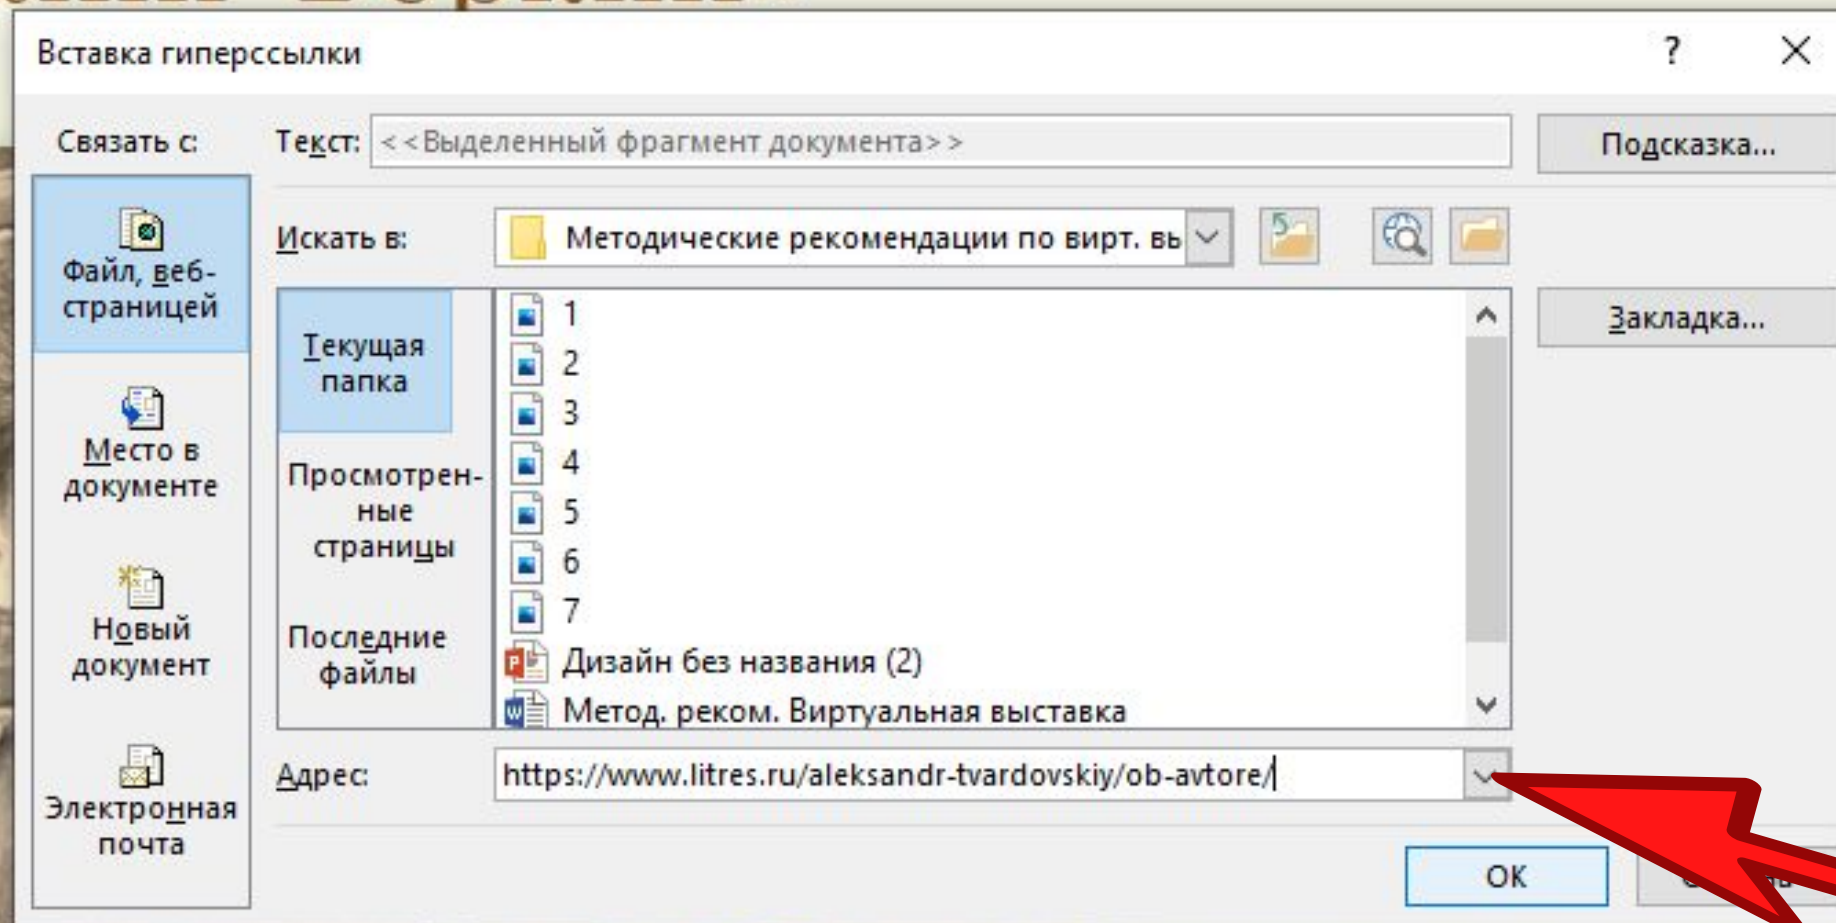 Вставка гиперссылки
?
Связать с:
Текст: <<Выделенный фрагмент документа>>
Подсказка...
Файл, веб-
страницей
Искать в:
Методические рекомендации по вирт. вы
Текущая
папка
1
2
3
4
5
6
7
Дизайн без названия (2)
Метод. реком. Виртуальная выставка
Закладка...
Место в
документе
Просмотрен-
ные
страницы
Новый
документ
Последние
файлы
Электронная
почта
Адрес:
https://www.litres.ru/aleksandr-tvardovskiy/ob-avtore/
ОК